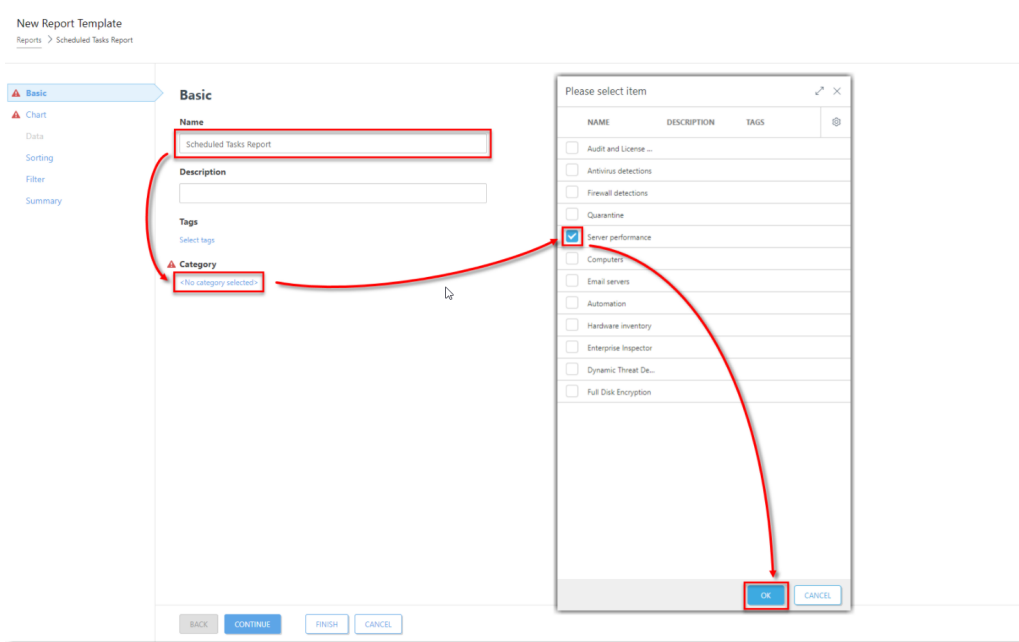 New Report Template
Reports > Scheduled Tasks Report
Basic
Chart
Data
Sorting
Filter
Summary
Basic
Name
Scheduled Tasks Report
Description
Tags
Select tags
Category
<No category selected>
BACK CONTINUE FINISH CANCEL
Please select item
NAME DESCRIPTION TAGS
Audit and License ...
Antivirus detections
Firewall detections
Quarantine
Server performance
Computers
Email servers
Automation
Hardware inventory
Enterprise Inspector
Dynamic Threat De...
Full Disk Encryption
OK CANCEL